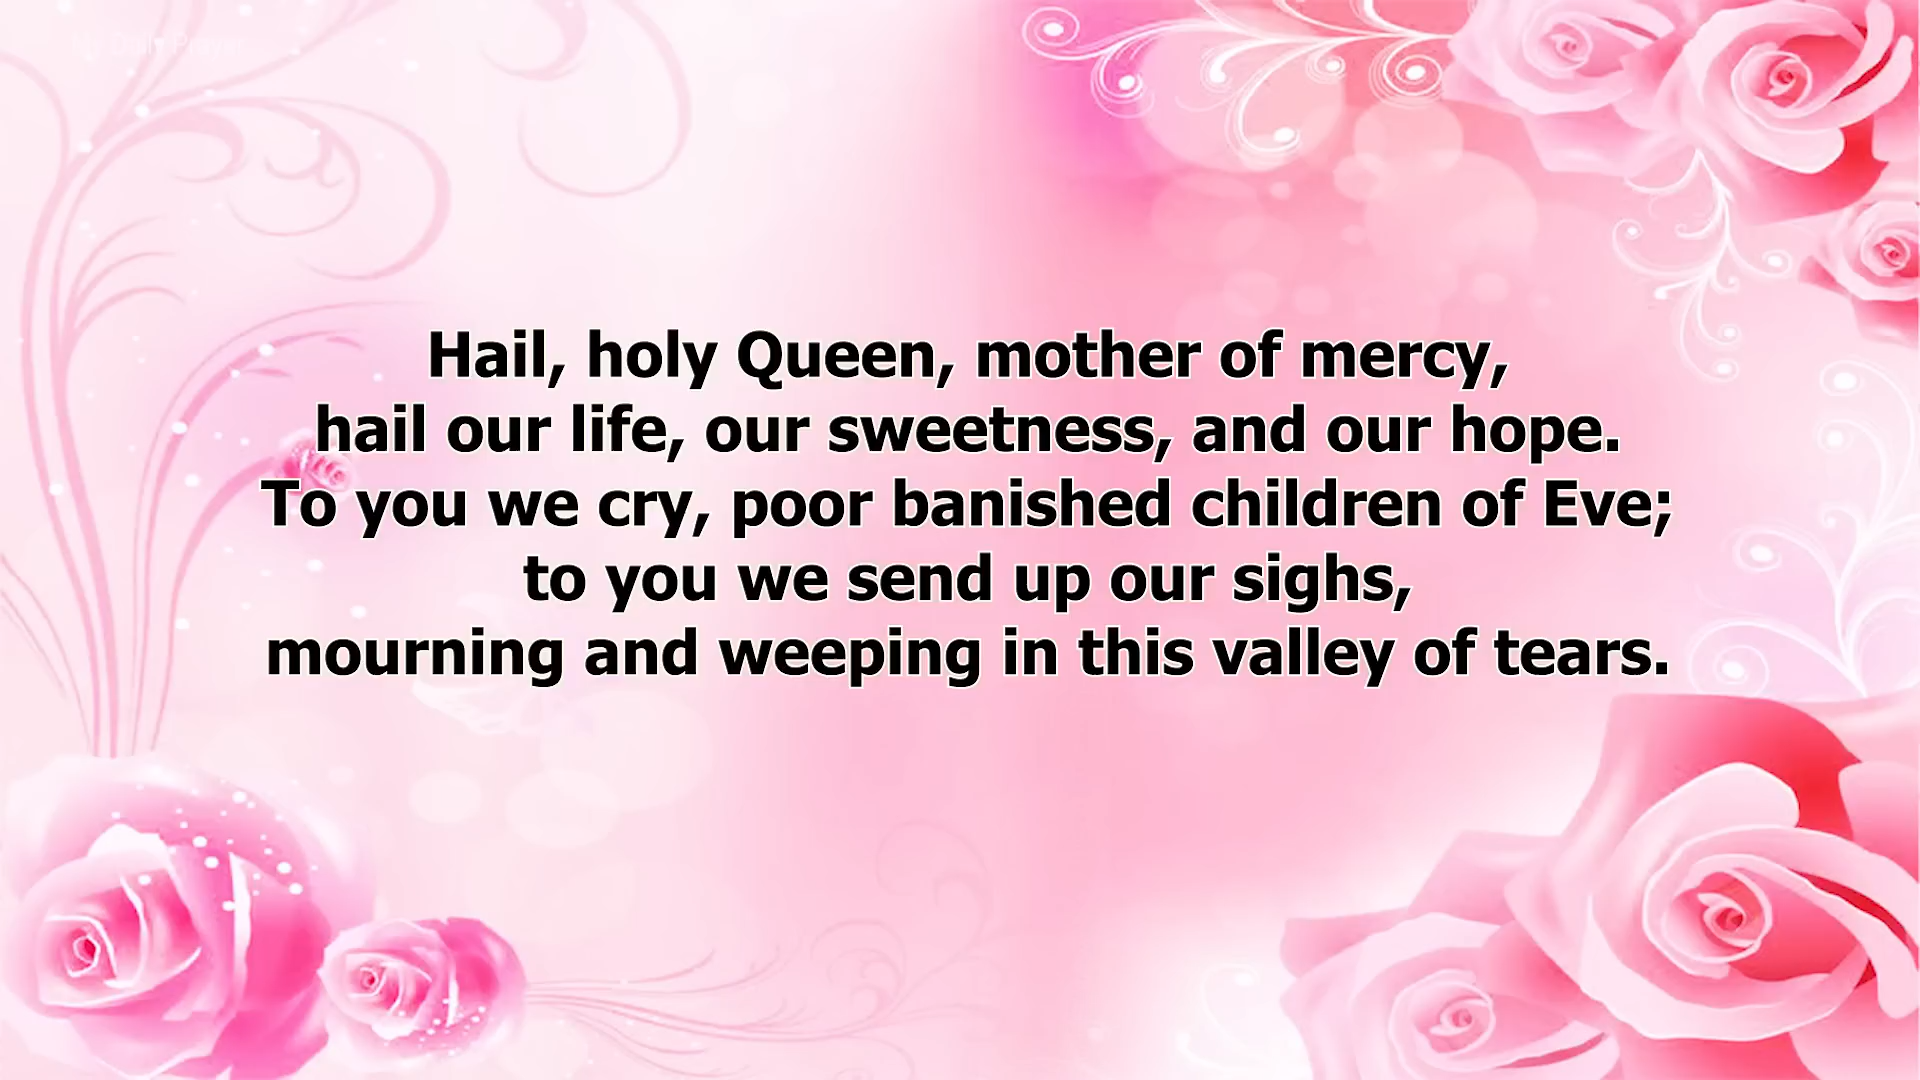 Daily Prayer
Hail, holy Queen, mother of mercy,
hail our life, our sweetness, and our hope.
To you we cry, poor banished children of Eve;
to you we send up our sighs,
mourning and weeping in this valley of tears.